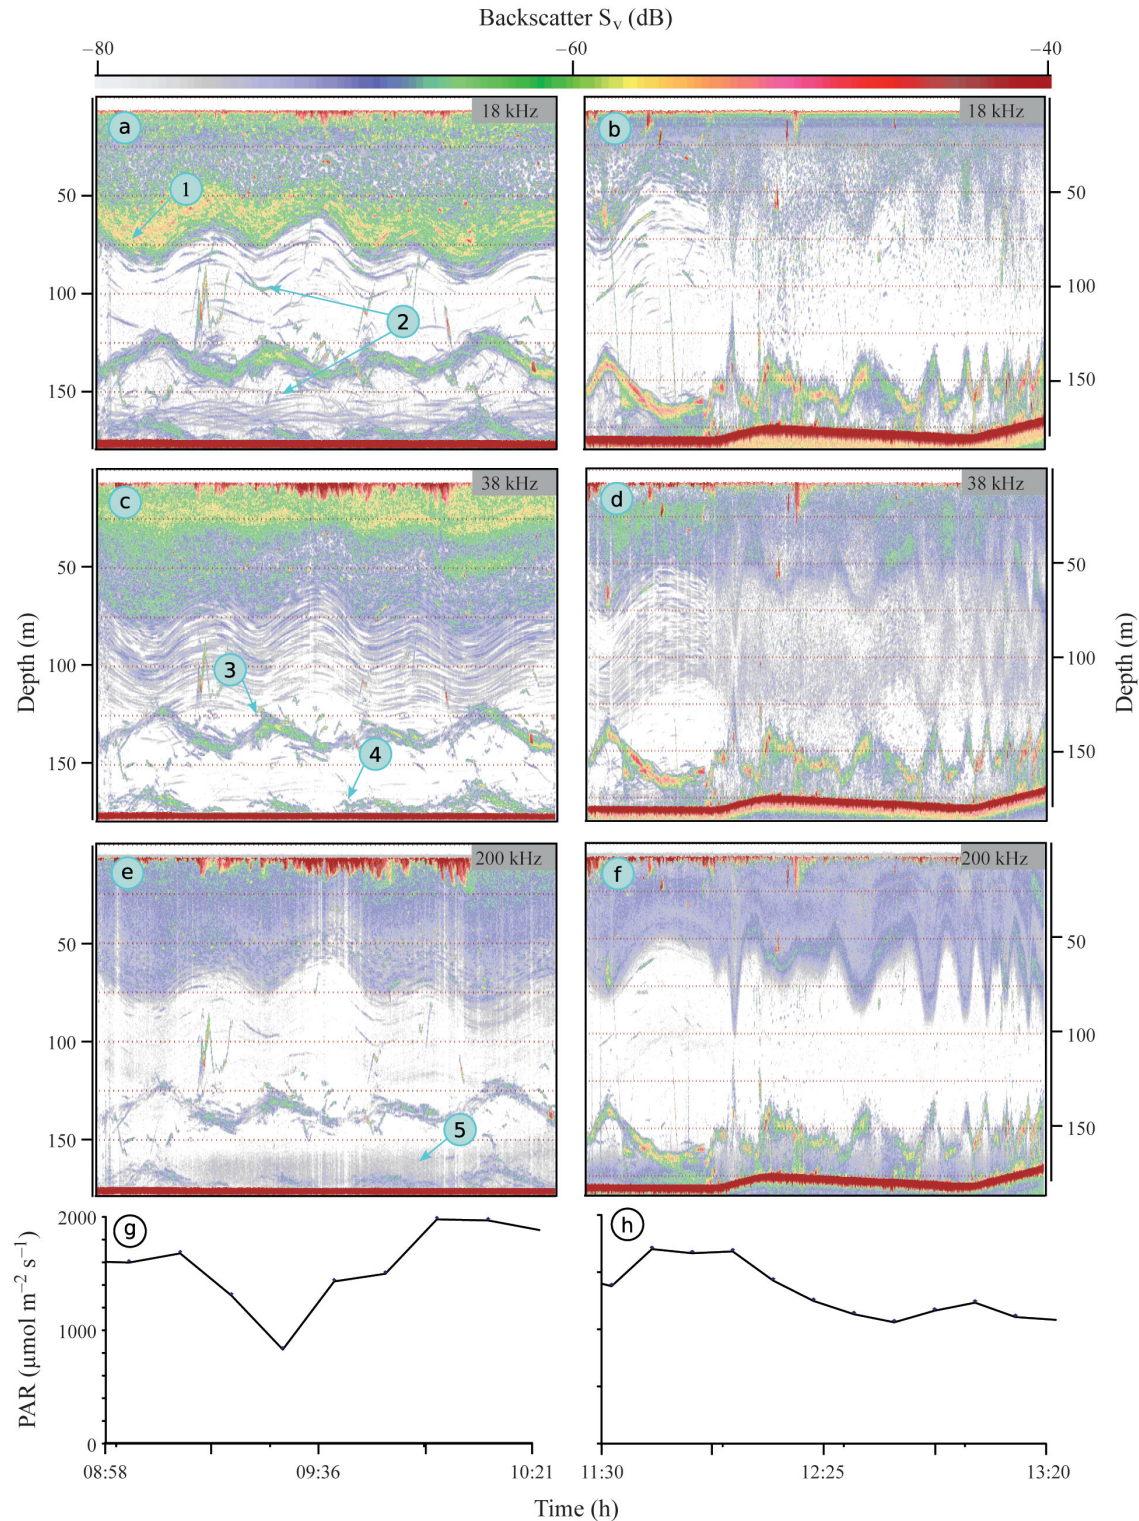 Backscatter Sᵥ (dB)
–80 –60 –40
a 18 kHz b 18 kHz
1
50 50
100 100
2
150 150
c 38 kHz d 38 kHz
50 50
Depth (m) Depth (m)
100 100
3
4
150 150
e 200 kHz f 200 kHz
50 50
100 100
5
150 150
2000 g h
PAR (µmol m⁻² s⁻¹)
1000
0
08:58 09:36 10:21 11:30 12:25 13:20
Time (h)